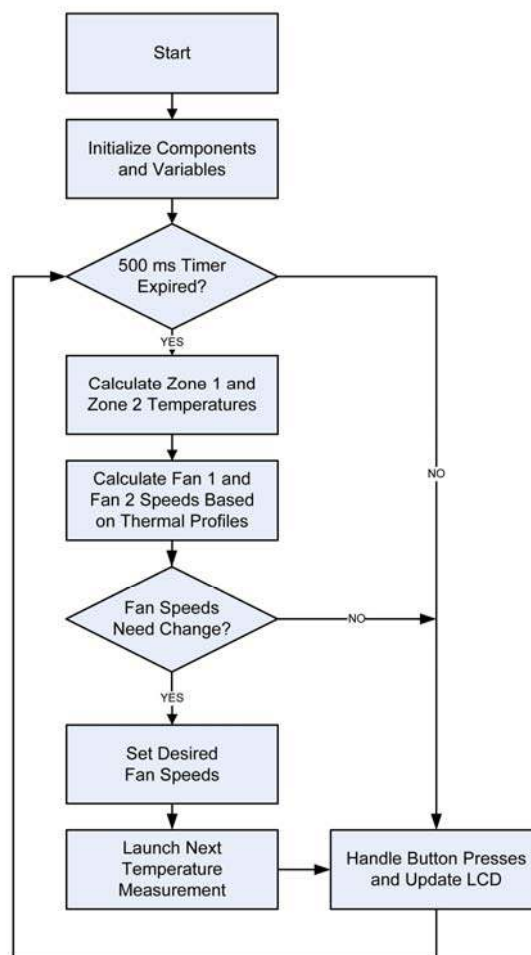 Start
Initialize Components
and Variables
500 ms Timer
Expired?
YES
Calculate Zone 1 and
Zone 2 Temperatures
Calculate Fan 1 and
Fan 2 Speeds Based
on Thermal Profiles
NO
Fan Speeds
Need Change?
NO
YES
Set Desired
Fan Speeds
Launch Next
Temperature
Measurement
Handle Button Presses
and Update LCD